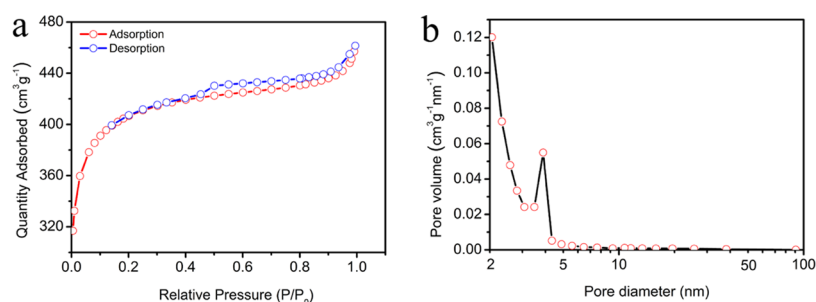 a
480
440
400
360
320
Adsorption
Desorption
Quantity Adsorbed (cm³g⁻¹)
0.0 0.2 0.4 0.6 0.8 1.0
Relative Pressure (P/P₀)
b
0.12
0.10
0.08
0.06
0.04
0.02
0.00
Pore volume (cm³g⁻¹nm⁻¹)
2 5 10 50 100
Pore diameter (nm)